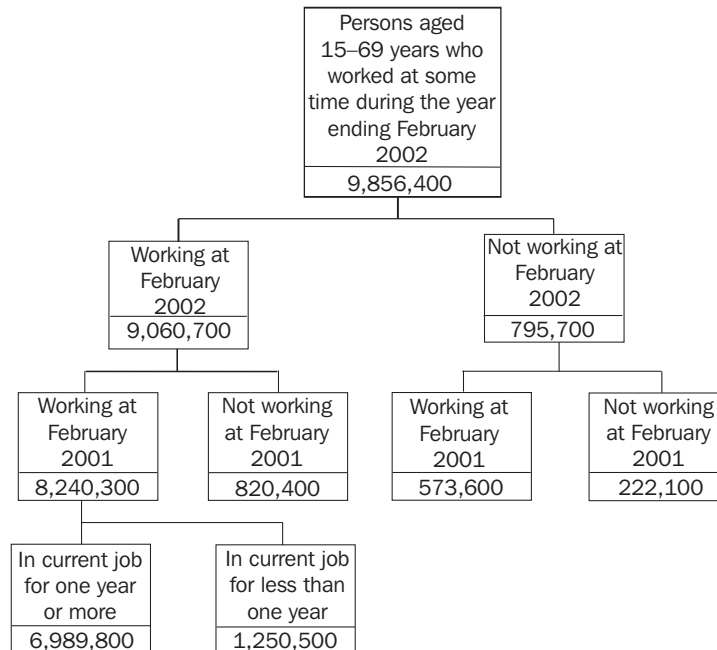 Persons aged
15–69 years who
worked at some
time during the year
ending February
2002
9,856,400
Working at
February
2002
9,060,700
Not working at
February
2002
795,700
Working at
February
2001
8,240,300
Not working
at February
2001
820,400
Working at
February
2001
573,600
Not working
at February
2001
222,100
In current job
for one year
or more
6,989,800
In current job
for less than
one year
1,250,500